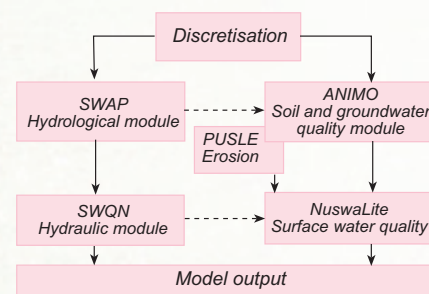 Discretisation
SWAP
Hydrological module
ANIMO
Soil and groundwater
quality module
PUSLE
Erosion
SWQN
Hydraulic module
NuswaLite
Surface water quality
Model output